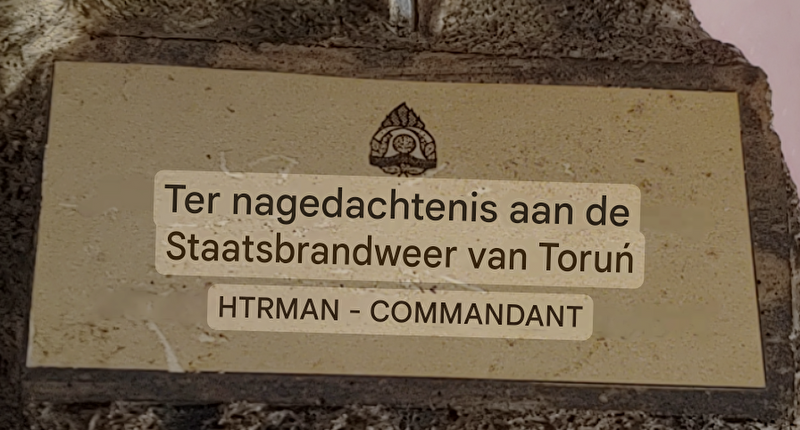 Ter nagedachtenis aan de
Staatsbrandweer van Toruń
HTRMAN - COMMANDANT